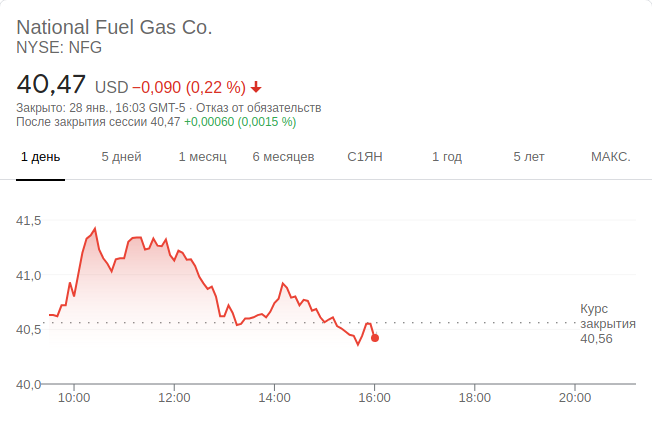 National Fuel Gas Co.
NYSE: NFG
40,47 USD −0,090 (0,22 %)
Закрыто: 28 янв., 16:03 GMT-5 · Отказ от обязательств
После закрытия сессии 40,47 +0,00060 (0,0015 %)
1 день 5 дней 1 месяц 6 месяцев С1ЯН 1 год 5 лет МАКС.
41,5
41,0
40,5
40,0
Курс
закрытия
40,56
10:00 12:00 14:00 16:00 18:00 20:00